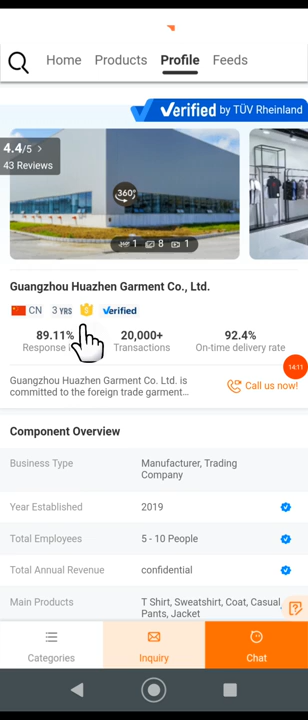 Home Products Profile Feeds
Verified by TÜV Rheinland
4.4/5 >
43 Reviews
360°
360° 1 8 1
Guangzhou Huazhen Garment Co., Ltd.
CN 3 YRS Verified
89.11% 20,000+ 92.4%
Response Transactions On-time delivery rate
14:11
Guangzhou Huazhen Garment Co. Ltd. is
committed to the foreign trade garment…
Call us now!
Component Overview
Business Type Manufacturer, Trading
Company
Year Established 2019
Total Employees 5 - 10 People
Total Annual Revenue confidential
Main Products T Shirt, Sweatshirt, Coat, Casual
Pants, Jacket
Categories Inquiry Chat